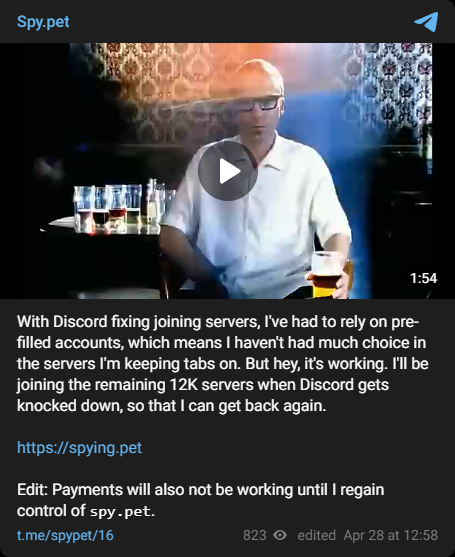 Spy.pet
1:54
With Discord fixing joining servers, I've had to rely on pre-
filled accounts, which means I haven't had much choice in
the servers I'm keeping tabs on. But hey, it's working. I'll be
joining the remaining 12K servers when Discord gets
knocked down, so that I can get back again.
https://spying.pet
Edit: Payments will also not be working until I regain
control of spy.pet.
t.me/spypet/16 823 edited Apr 28 at 12:58